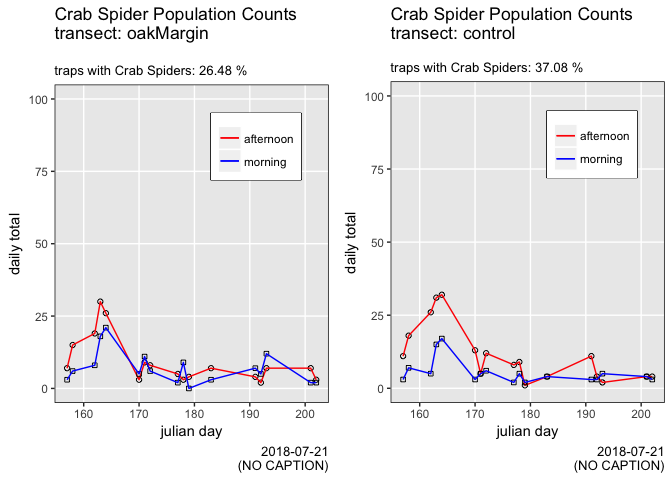 Crab Spider Population Counts
transect: oakMargin
traps with Crab Spiders: 26.48 %
100
75
50
25
0
daily total
afternoon
morning
160
170
180
190
200
julian day
2018-07-21
(NO CAPTION)
Crab Spider Population Counts
transect: control
traps with Crab Spiders: 37.08 %
100
75
50
25
0
daily total
afternoon
morning
160
170
180
190
200
julian day
2018-07-21
(NO CAPTION)